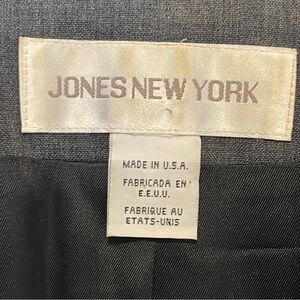 JONES NEW YORK
MADE IN U.S.A.
FABRICADA EN
E.E.U.U.
FABRIQUE AU
ETATS-UNIS